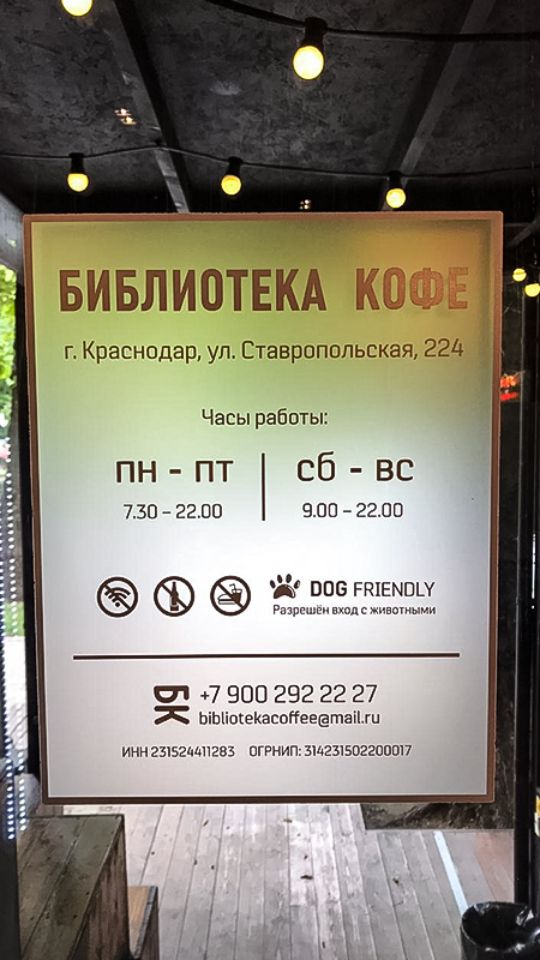 БИБЛИОТЕКА КОФЕ
г. Краснодар, ул. Ставропольская, 224
Часы работы:
пн - пт
7.30 – 22.00
сб - вс
9.00 – 22.00
DOG FRIENDLY
Разрешён вход с животными
БК
+7 900 292 22 27
bibliotekacoffee@mail.ru
ИНН 231524411283 ОГРНИП: 314231502200017